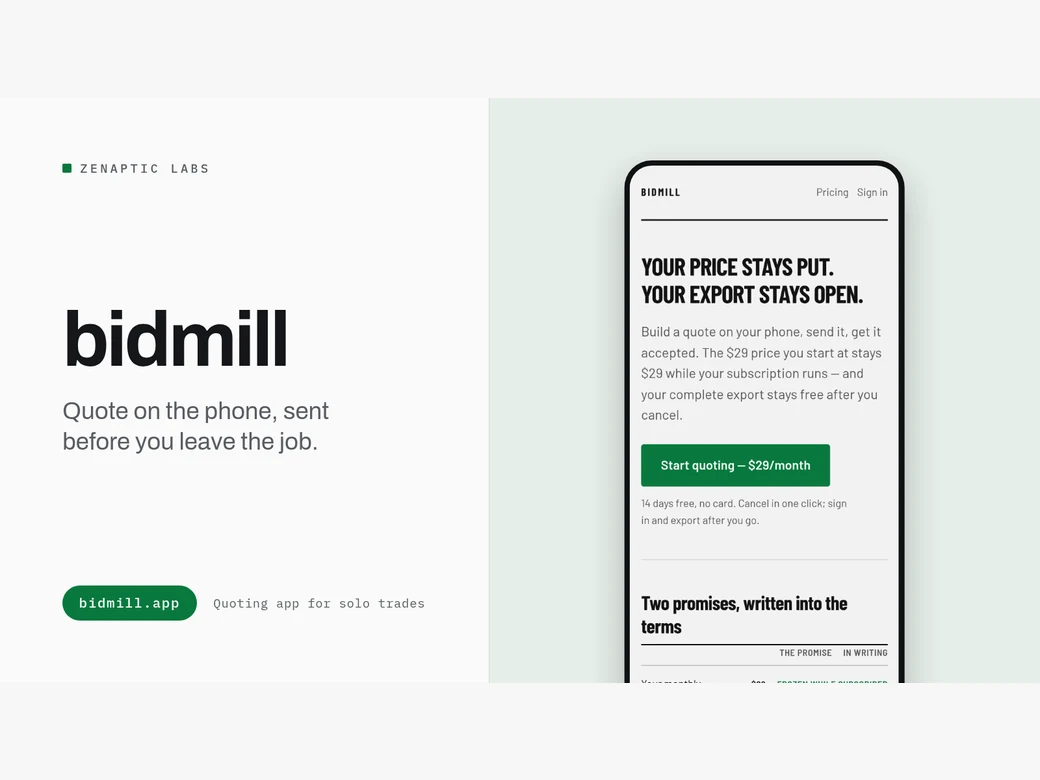 ZENAPTIC LABS
bidmill
Quote on the phone, sent
before you leave the job.
bidmill.app
Quoting app for solo trades
BIDMILL
Pricing Sign in
YOUR PRICE STAYS PUT.
YOUR EXPORT STAYS OPEN.
Build a quote on your phone, send it, get it
accepted. The $29 price you start at stays
$29 while your subscription runs — and
your complete export stays free after you
cancel.
Start quoting — $29/month
14 days free, no card. Cancel in one click; sign
in and export after you go.
Two promises, written into the
terms
THE PROMISE IN WRITING